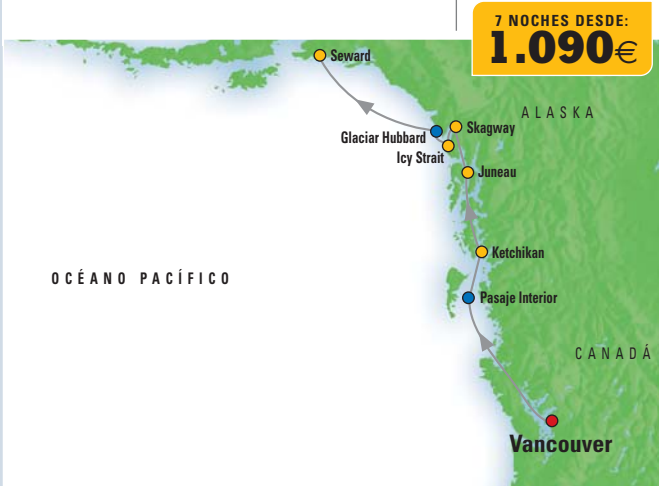 7 NOCHES DESDE:
1.090€
Seward
ALASKA
Skagway
Glaciar Hubbard
Icy Strait
Juneau
Ketchikan
OCÉANO PACÍFICO
Pasaje Interior
CANADÁ
Vancouver